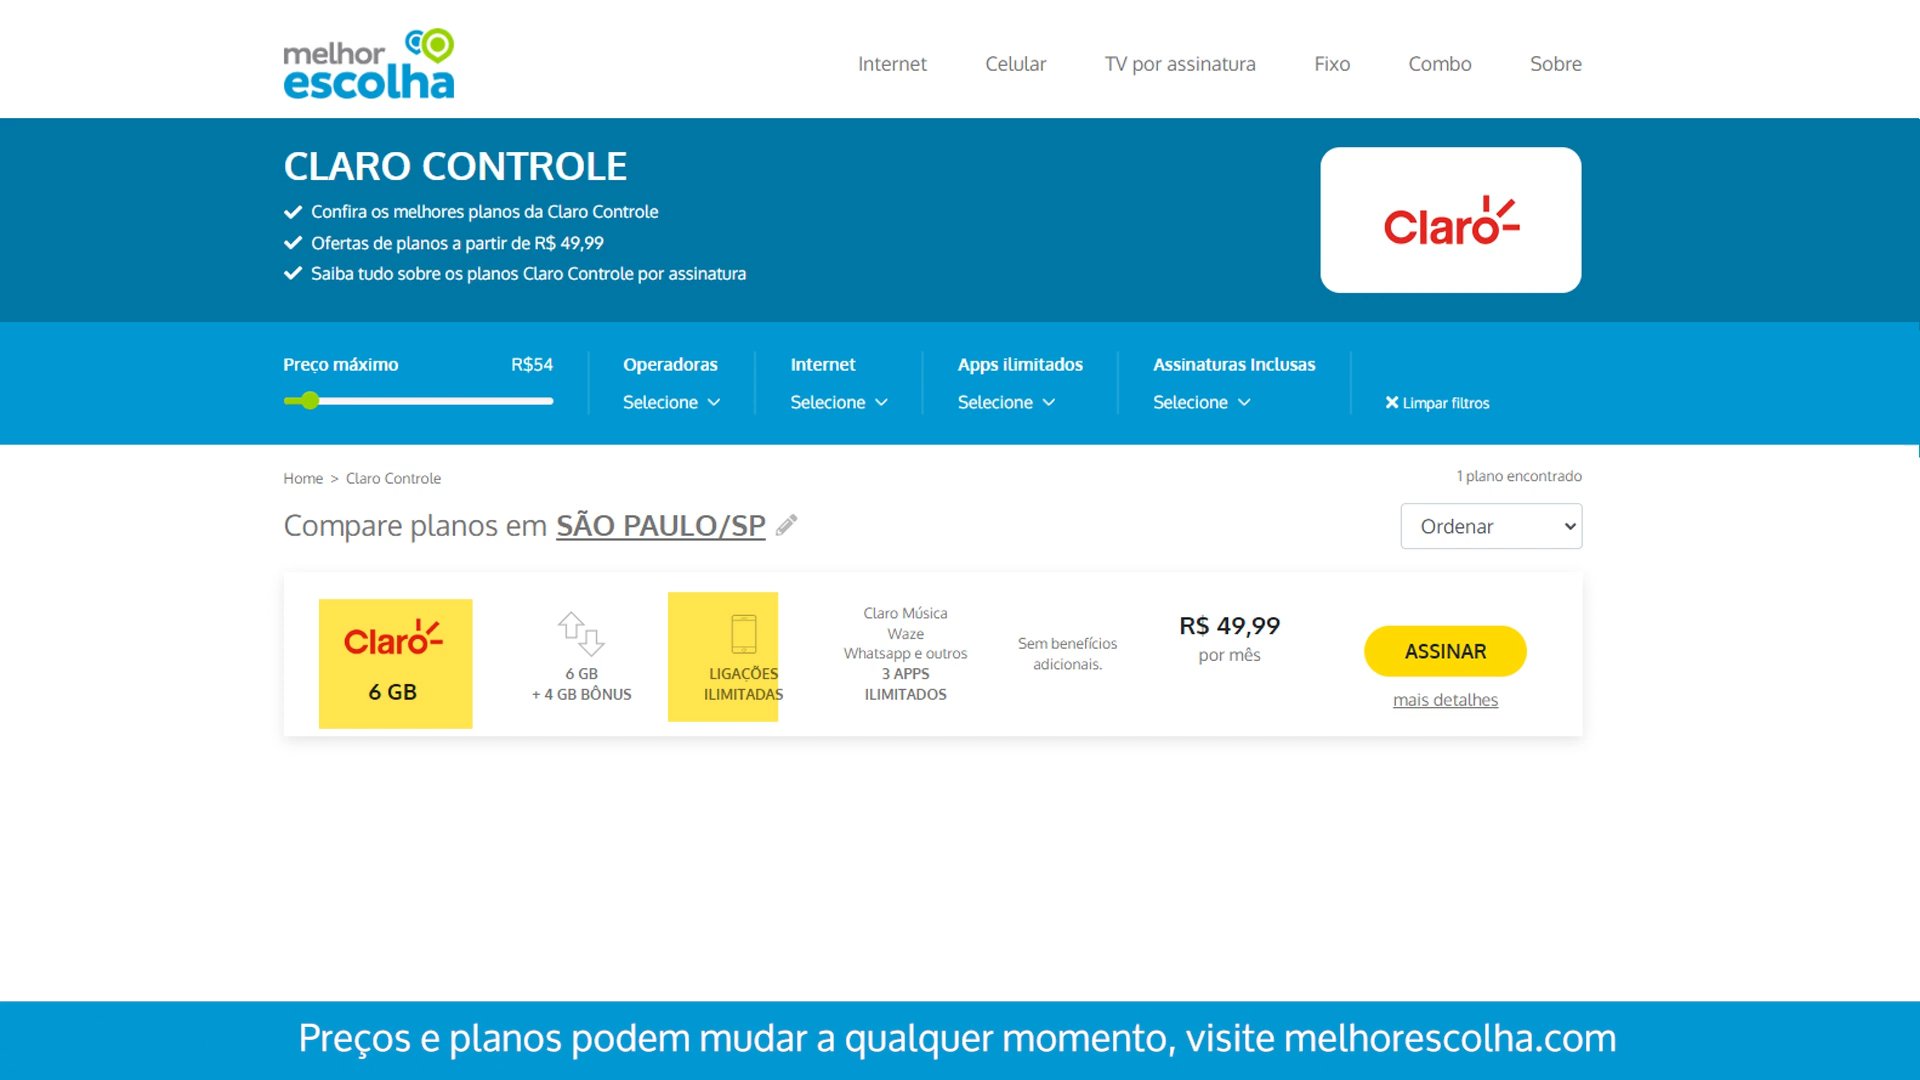 melhor
escolha
Internet Celular TV por assinatura Fixo Combo Sobre
CLARO CONTROLE
Confira os melhores planos da Claro Controle
Ofertas de planos a partir de R$ 49,99
Saiba tudo sobre os planos Claro Controle por assinatura
Claro
Preço máximo R$54
Operadoras
Selecione
Internet
Selecione
Apps ilimitados
Selecione
Assinaturas Inclusas
Selecione
Limpar filtros
Home > Claro Controle
1 plano encontrado
Compare planos em SÃO PAULO/SP
Ordenar
Claro
6 GB
6 GB
+ 4 GB BÔNUS
LIGAÇÕES
ILIMITADAS
Claro Música
Waze
Whatsapp e outros
3 APPS
ILIMITADOS
Sem benefícios
adicionais.
R$ 49,99
por mês
ASSINAR
mais detalhes
Preços e planos podem mudar a qualquer momento, visite melhorescolha.com